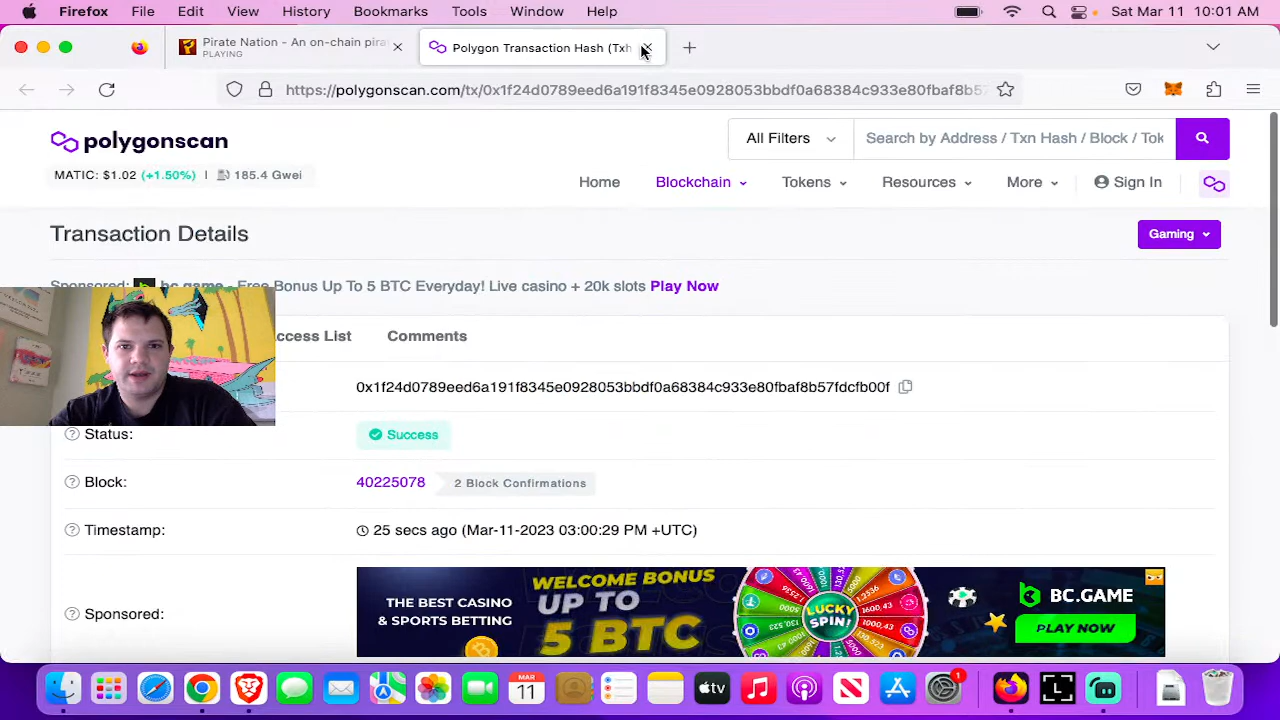 Firefox File Edit View History Bookmarks Tools Window Help Sat Mar 11 10:01 AM
Pirate Nation - An on-chain pira
PLAYING
Polygon Transaction Hash (Txh
https://polygonscan.com/tx/0x1f24d0789eed6a191f8345e0928053bbdf0a68384c933e80fbaf8b57
polygonscan
All Filters
Search by Address / Txn Hash / Block / Tok
MATIC: $1.02 (+1.50%) | 185.4 Gwei
Home Blockchain Tokens Resources More Sign In
Transaction Details
Gaming
Sponsored: bc.game - Free Bonus Up To 5 BTC Everyday! Live casino + 20k slots Play Now
ccess List Comments
0x1f24d0789eed6a191f8345e0928053bbdf0a68384c933e80fbaf8b57fdcfb00f
Status: Success
Block: 40225078 2 Block Confirmations
Timestamp: 25 secs ago (Mar-11-2023 03:00:29 PM +UTC)
Sponsored:
THE BEST CASINO
& SPORTS BETTING
WELCOME BONUS
UP TO
5 BTC
LUCKY
SPIN!
BC.GAME
PLAY NOW
MAR
11
tv
1